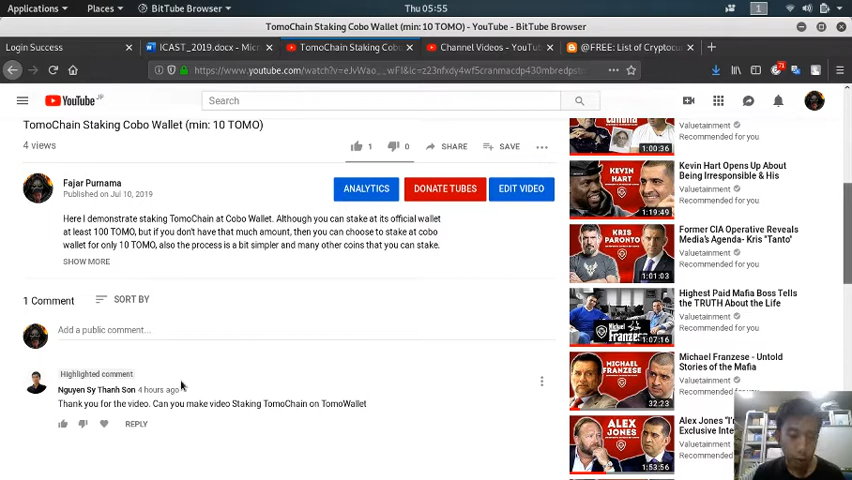 Applications Places BitTube Browser Thu 05:55 1
TomoChain Staking Cobo Wallet (min: 10 TOMO) - YouTube - BitTube Browser
Login Success
ICAST_2019.docx - Micros
TomoChain Staking Cobo
Channel Videos - YouTu
@FREE: List of Cryptocu
YouTube JP
Search
TomoChain Staking Cobo Wallet (min: 10 TOMO)
4 views
1 0 SHARE SAVE
Fajar Purnama
Published on Jul 10, 2019
ANALYTICS DONATE TUBES EDIT VIDEO
Here I demonstrate staking TomoChain at Cobo Wallet. Although you can stake at its official wallet
at least 100 TOMO, but if you don't have that much amount, then you can choose to stake at cobo
wallet for only 10 TOMO, also the process is a bit simpler and many other coins that you can stake.
SHOW MORE
1 Comment SORT BY
Add a public comment...
Highlighted comment
Nguyen Sy Thanh Son 4 hours ago
Thank you for the video. Can you make video Staking TomoChain on TomoWallet
REPLY
Valuetainment
Recommended for you
1:00:36
Kevin Hart Opens Up About
Being Irresponsible & His
Valuetainment
Recommended for you
1:19:49
Former CIA Operative Reveals
Media's Agenda- Kris "Tanto"
Valuetainment
Recommended for you
KRIS
PARONTO
1:01:03
Highest Paid Mafia Boss Tells
the TRUTH About the Life
Valuetainment
Recommended for you
1:07:16
Michael Franzese - Untold
Stories of the Mafia
Valuetainment
Recommended for you
MICHAEL
FRANZESE
32:23
Exclusive
Valuetainment
Recommended
ALEX
JONES
1:53:56